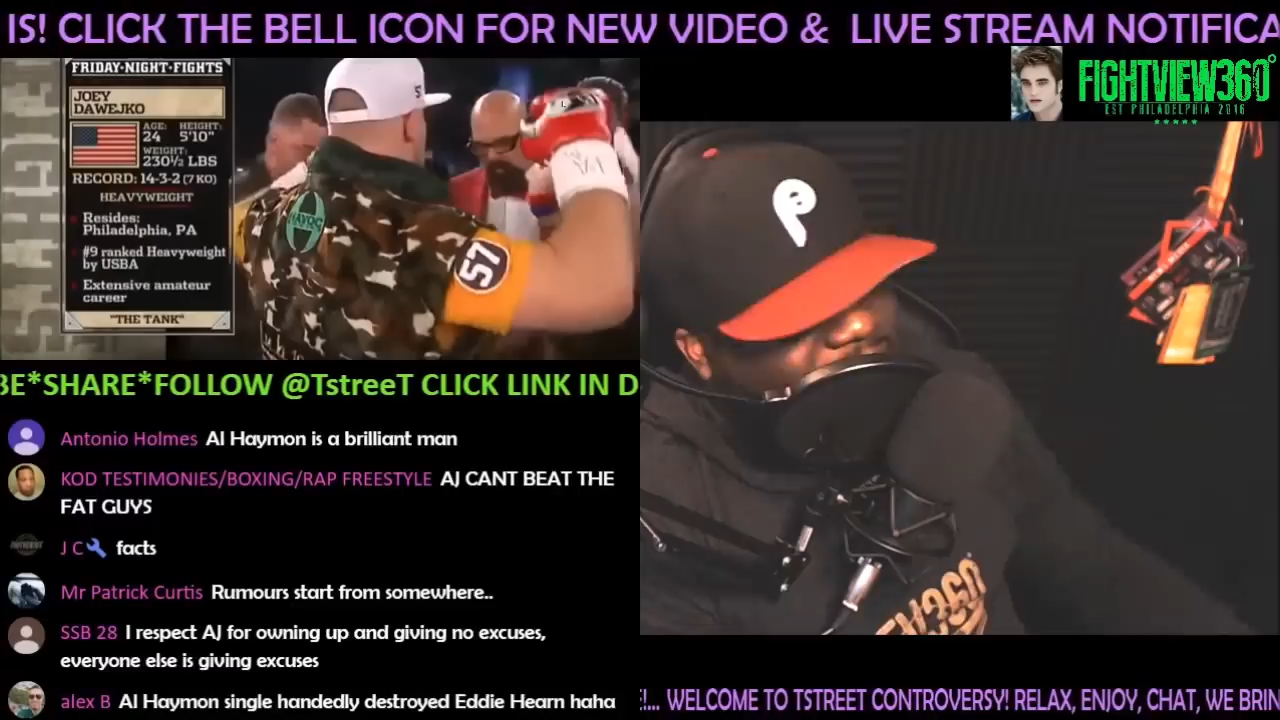 IS! CLICK THE BELL ICON FOR NEW VIDEO & LIVE STREAM NOTIFICA
FIGHTVIEW360°
EST PHILADELPHIA 2016
FRIDAY·NIGHT·FIGHTS
JOEY
DAWEJKO
AGE: HEIGHT:
24 5'10"
WEIGHT:
230½ LBS
RECORD: 14-3-2 (7 KO)
HEAVYWEIGHT
Resides:
Philadelphia, PA
#9 ranked Heavyweight
by USBA
Extensive amateur
career
"THE TANK"
HAVOC
57
P
BE*SHARE*FOLLOW @TstreeT CLICK LINK IN D
Antonio Holmes Al Haymon is a brilliant man
KOD TESTIMONIES/BOXING/RAP FREESTYLE AJ CANT BEAT THE
FAT GUYS
J C facts
Mr Patrick Curtis Rumours start from somewhere..
SSB 28 I respect AJ for owning up and giving no excuses,
everyone else is giving excuses
alex B Al Haymon single handedly destroyed Eddie Hearn haha
E!... WELCOME TO TSTREET CONTROVERSY! RELAX, ENJOY, CHAT, WE BRIN